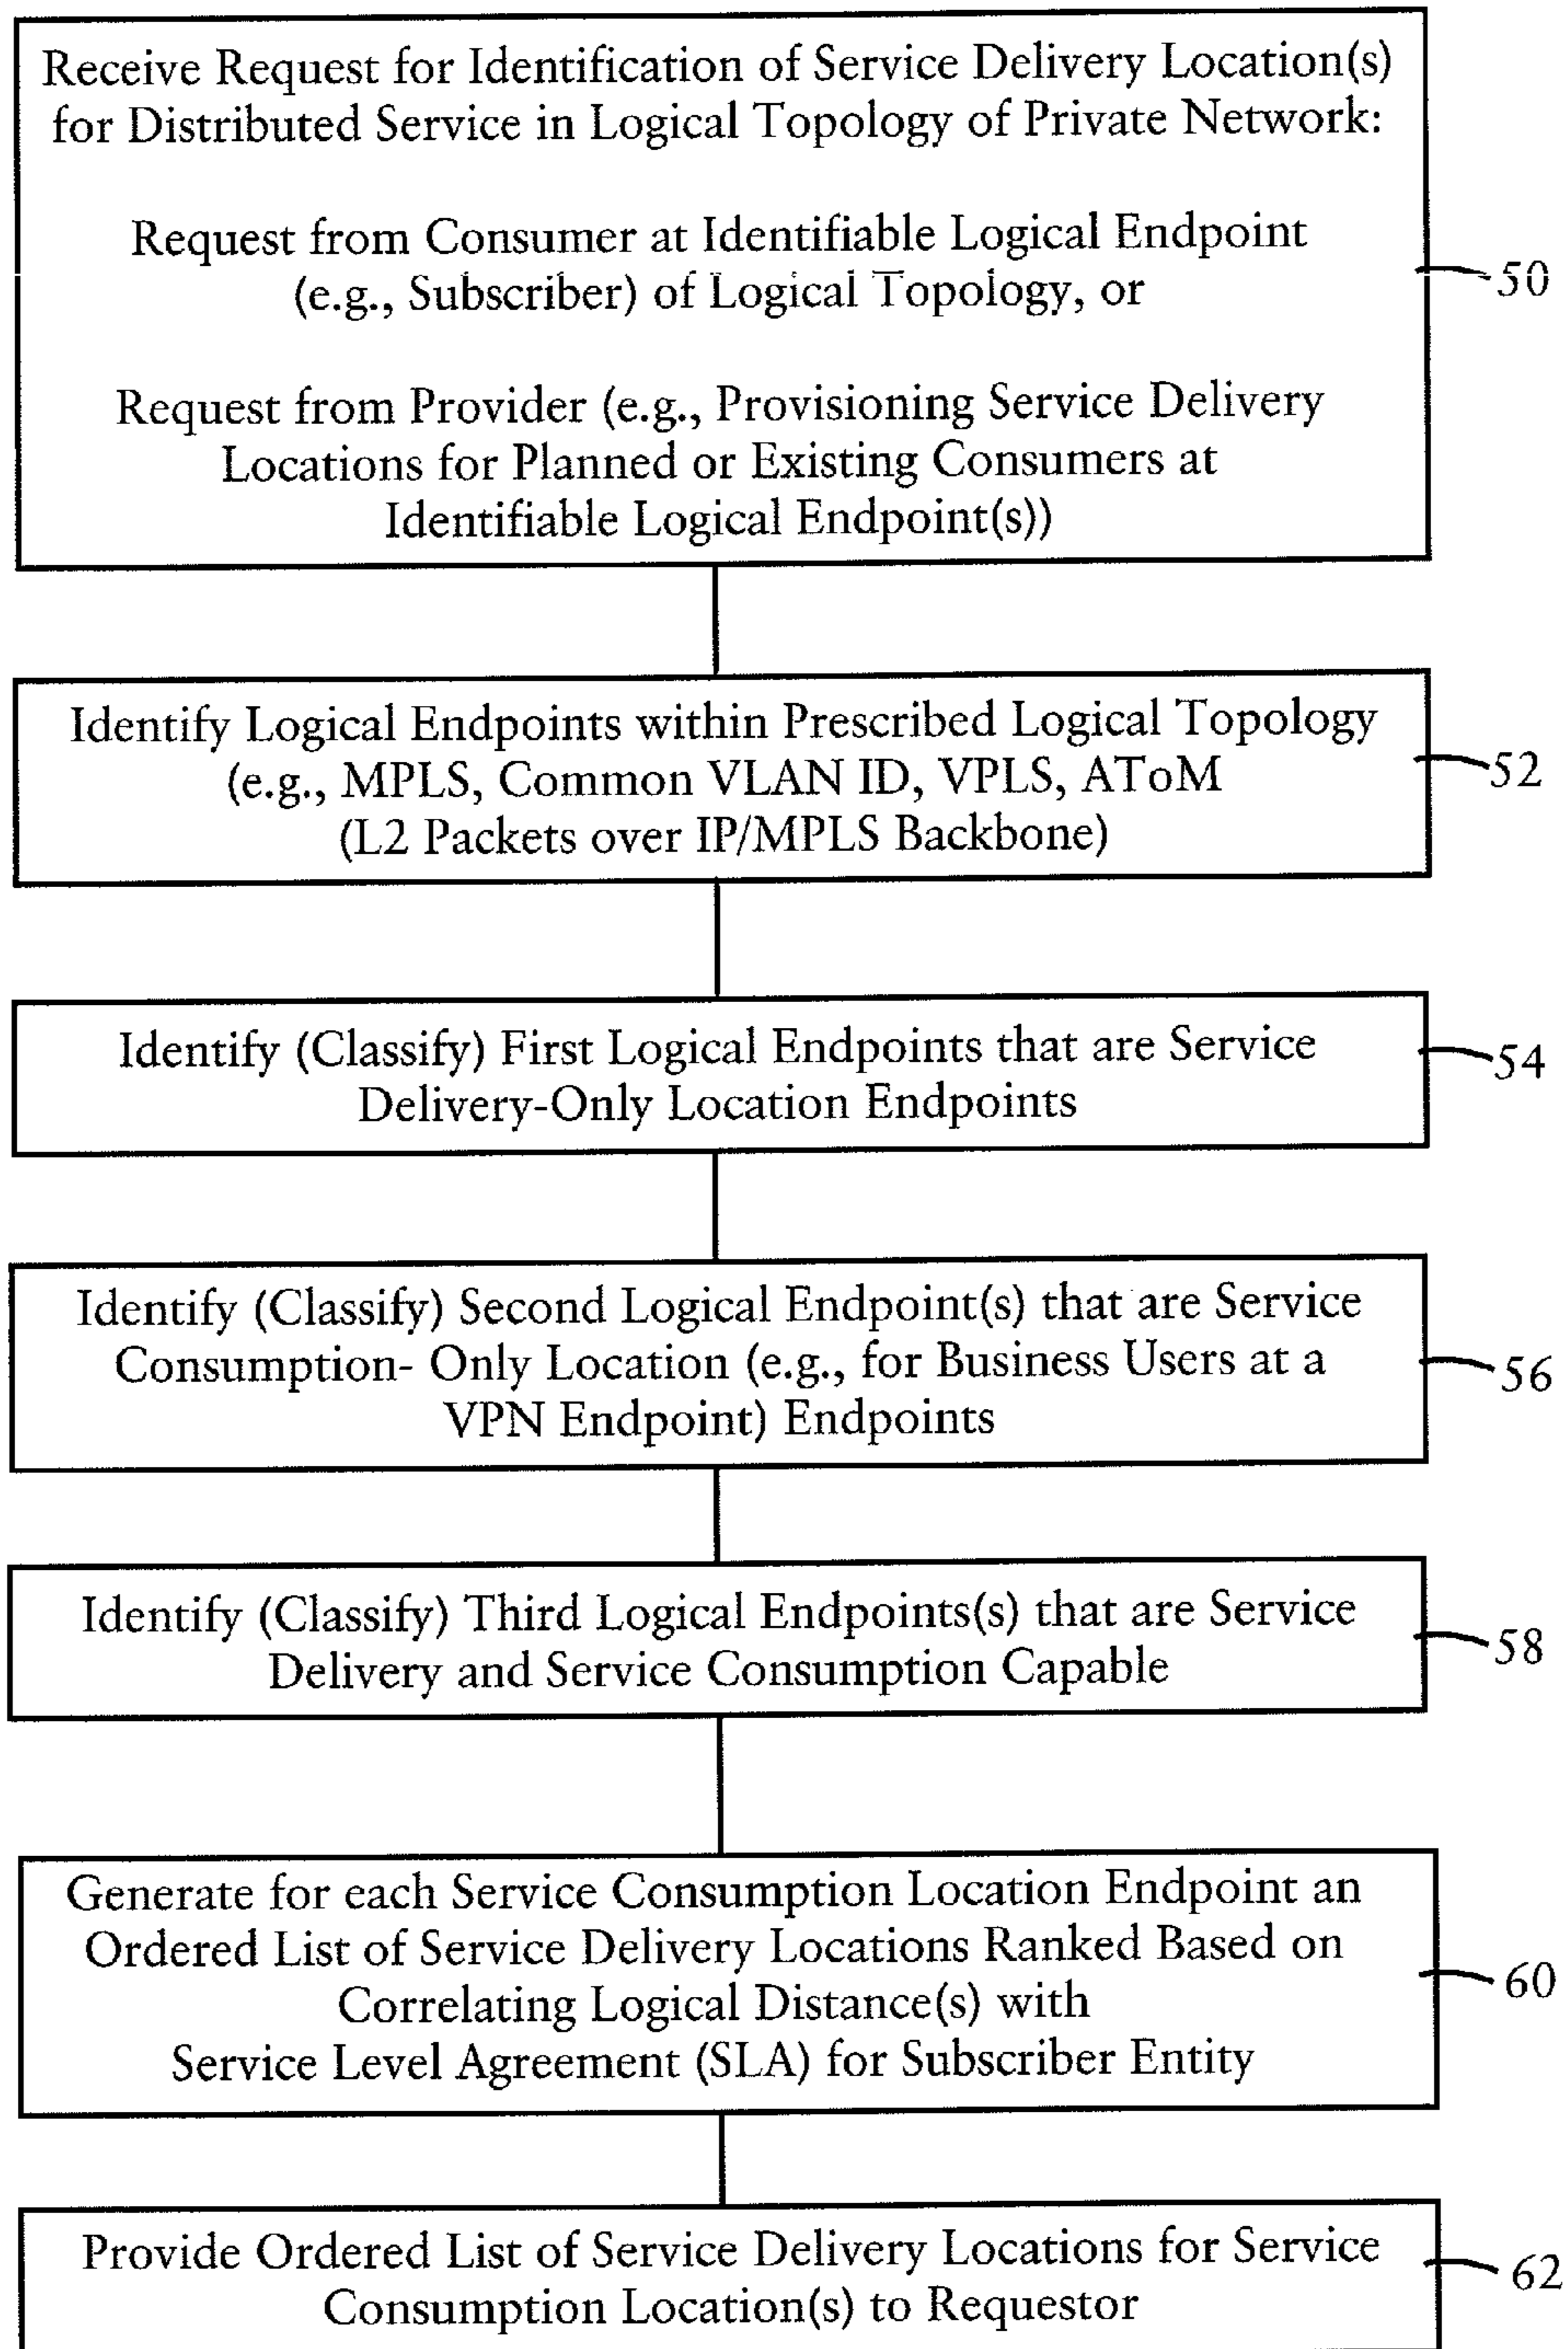 Receive Request for Identification of Service Delivery Location(s)
for Distributed Service in Logical Topology of Private Network:
Request from Consumer at Identifiable Logical Endpoint
(e.g., Subscriber) of Logical Topology, or
Request from Provider (e.g., Provisioning Service Delivery
Locations for Planned or Existing Consumers at
Identifiable Logical Endpoint(s))
50
Identify Logical Endpoints within Prescribed Logical Topology
(e.g., MPLS, Common VLAN ID, VPLS, AToM
(L2 Packets over IP/MPLS Backbone)
52
Identify (Classify) First Logical Endpoints that are Service
Delivery-Only Location Endpoints
54
Identify (Classify) Second Logical Endpoint(s) that are Service
Consumption- Only Location (e.g., for Business Users at a
VPN Endpoint) Endpoints
56
Identify (Classify) Third Logical Endpoints(s) that are Service
Delivery and Service Consumption Capable
58
Generate for each Service Consumption Location Endpoint an
Ordered List of Service Delivery Locations Ranked Based on
Correlating Logical Distance(s) with
Service Level Agreement (SLA) for Subscriber Entity
60
Provide Ordered List of Service Delivery Locations for Service
Consumption Location(s) to Requestor
62